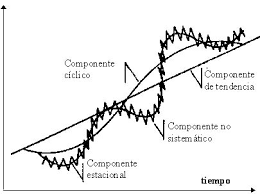 Componente
cíclico
Componente
de tendencia
Componente no
sistemático
Componente
estacional
tiempo